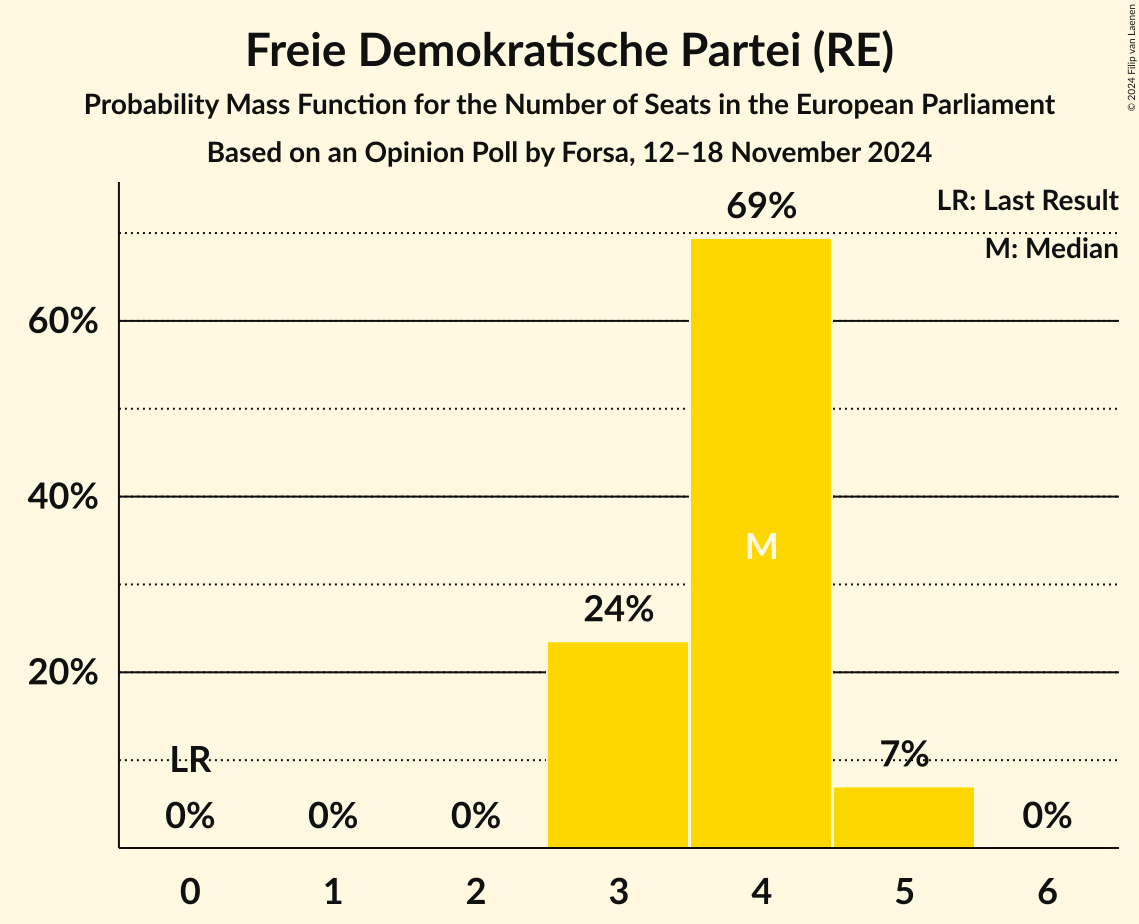 Freie Demokratische Partei (RE)
Probability Mass Function for the Number of Seats in the European Parliament
Based on an Opinion Poll by Forsa, 12–18 November 2024
© 2024 Filip van Laenen
LR: Last Result
M: Median
69%
60%
40%
M
24%
20%
7%
LR
0%
0%
0%
0%
0
1
2
3
4
5
6